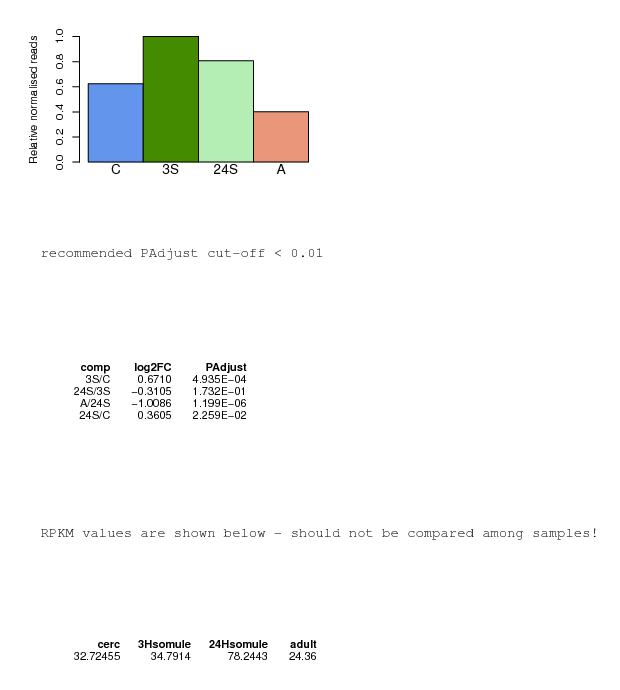 Relative normalised reads
1.0
0.8
0.6
0.4
0.2
0.0
C 3S 24S A
recommended PAdjust cut-off < 0.01
comp log2FC PAdjust
3S/C 0.6710 4.935E-04
24S/3S -0.3105 1.732E-01
A/24S -1.0086 1.199E-06
24S/C 0.3605 2.259E-02
RPKM values are shown below - should not be compared among samples!
cerc 3Hsomule 24Hsomule adult
32.72455 34.7914 78.2443 24.36